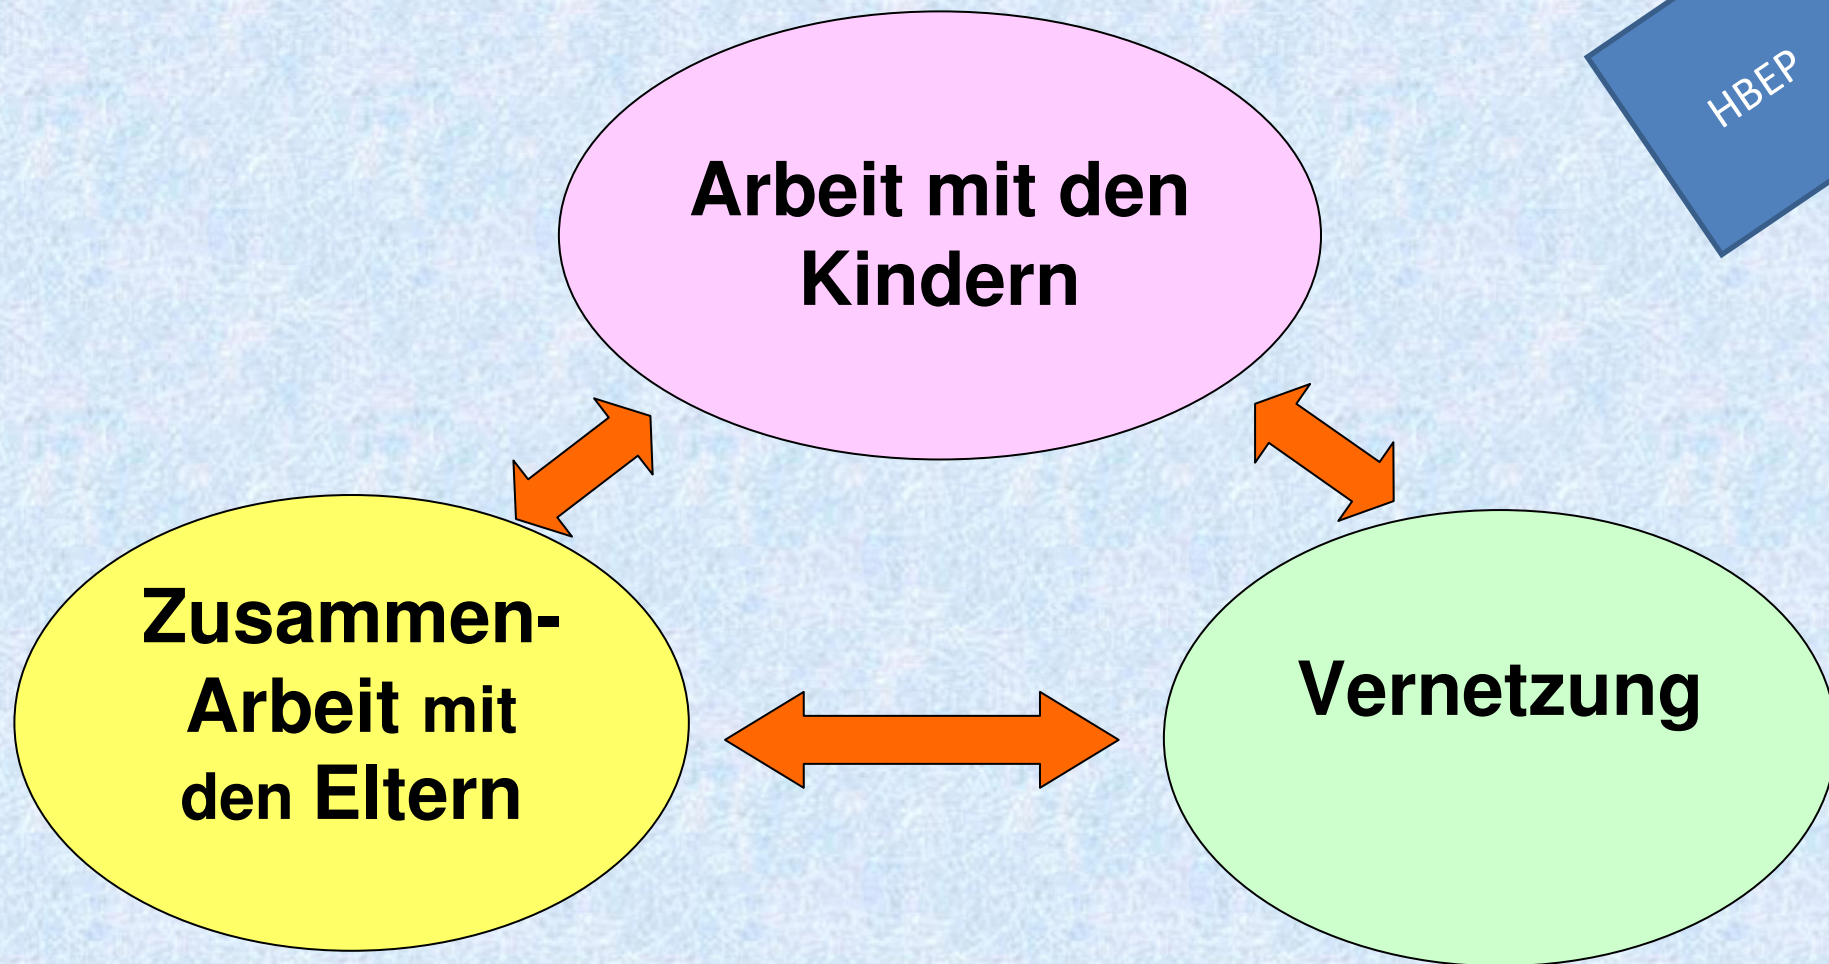 HBEP
Arbeit mit den
Kindern
Zusammen-
Arbeit mit
den Eltern
Vernetzung